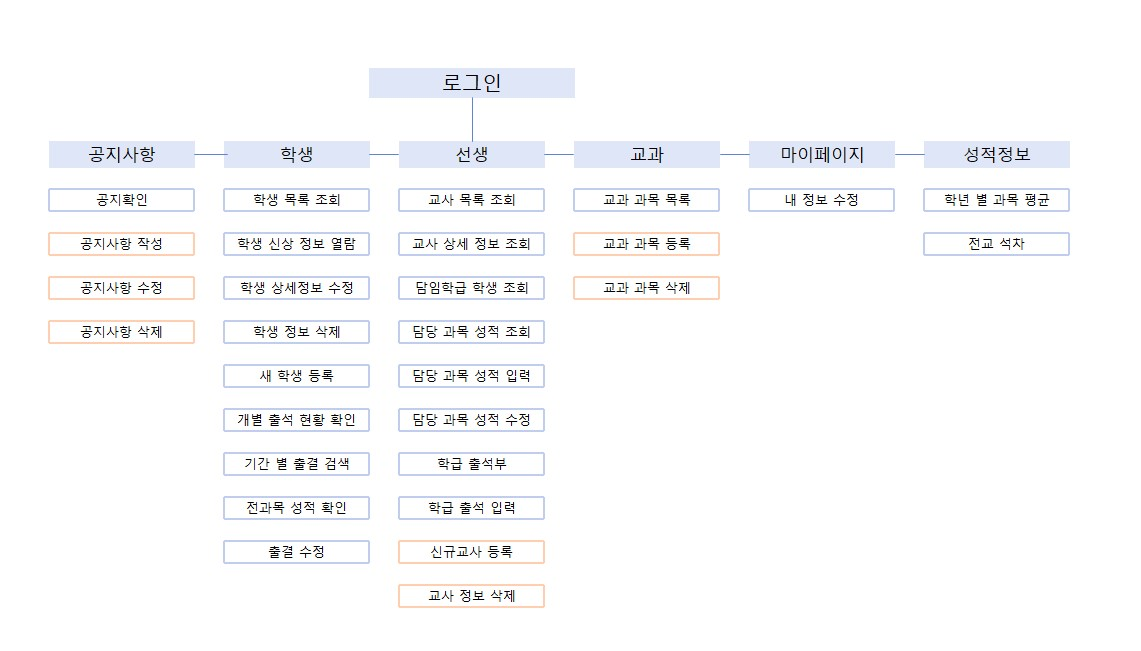 로그인
공지사항
학생
선생
교과
마이페이지
성적정보
공지확인
학생 목록 조회
교사 목록 조회
교과 과목 목록
내 정보 수정
학년 별 과목 평균
공지사항 작성
학생 신상 정보 열람
교사 상세 정보 조회
교과 과목 등록
전교 석차
공지사항 수정
학생 상세정보 수정
담임학급 학생 조회
교과 과목 삭제
공지사항 삭제
학생 정보 삭제
담당 과목 성적 조회
새 학생 등록
담당 과목 성적 입력
개별 출석 현황 확인
담당 과목 성적 수정
기간 별 출결 검색
학급 출석부
전과목 성적 확인
학급 출석 입력
출결 수정
신규교사 등록
교사 정보 삭제